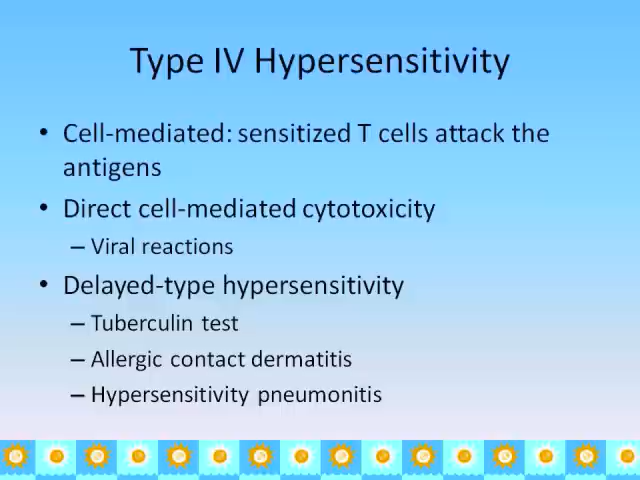 Type IV Hypersensitivity
• Cell-mediated: sensitized T cells attack the
antigens
• Direct cell-mediated cytotoxicity
– Viral reactions
• Delayed-type hypersensitivity
– Tuberculin test
– Allergic contact dermatitis
– Hypersensitivity pneumonitis